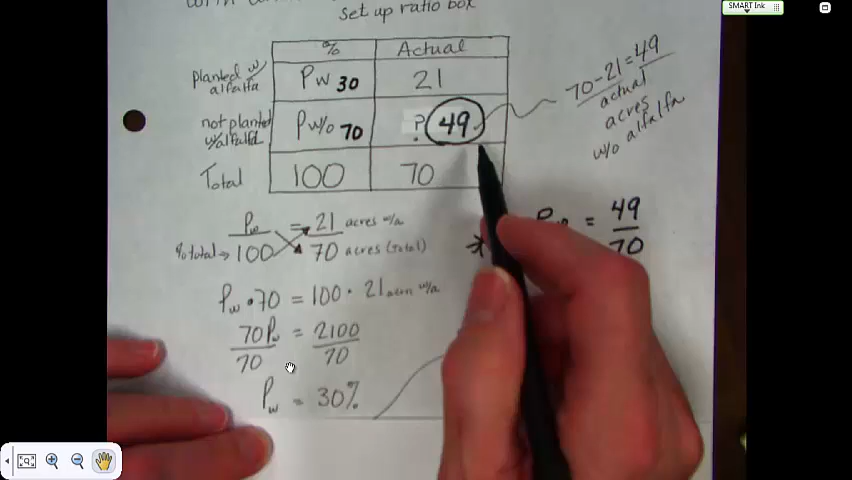 set up ratio box
% Actual
planted w/ alfalfa Pw 30 21
not planted w/alfalfa Pw/o 70 ? 49
Total 100 70
70-21=49
actual
acres
w/o alfalfa
Pw = 21 acres w/a
% total→ 100 70 acres (total)
= 49
70
Pw • 70 = 100 • 21 w/a
70Pw = 2100
70 70
Pw = 30%
SMART Ink